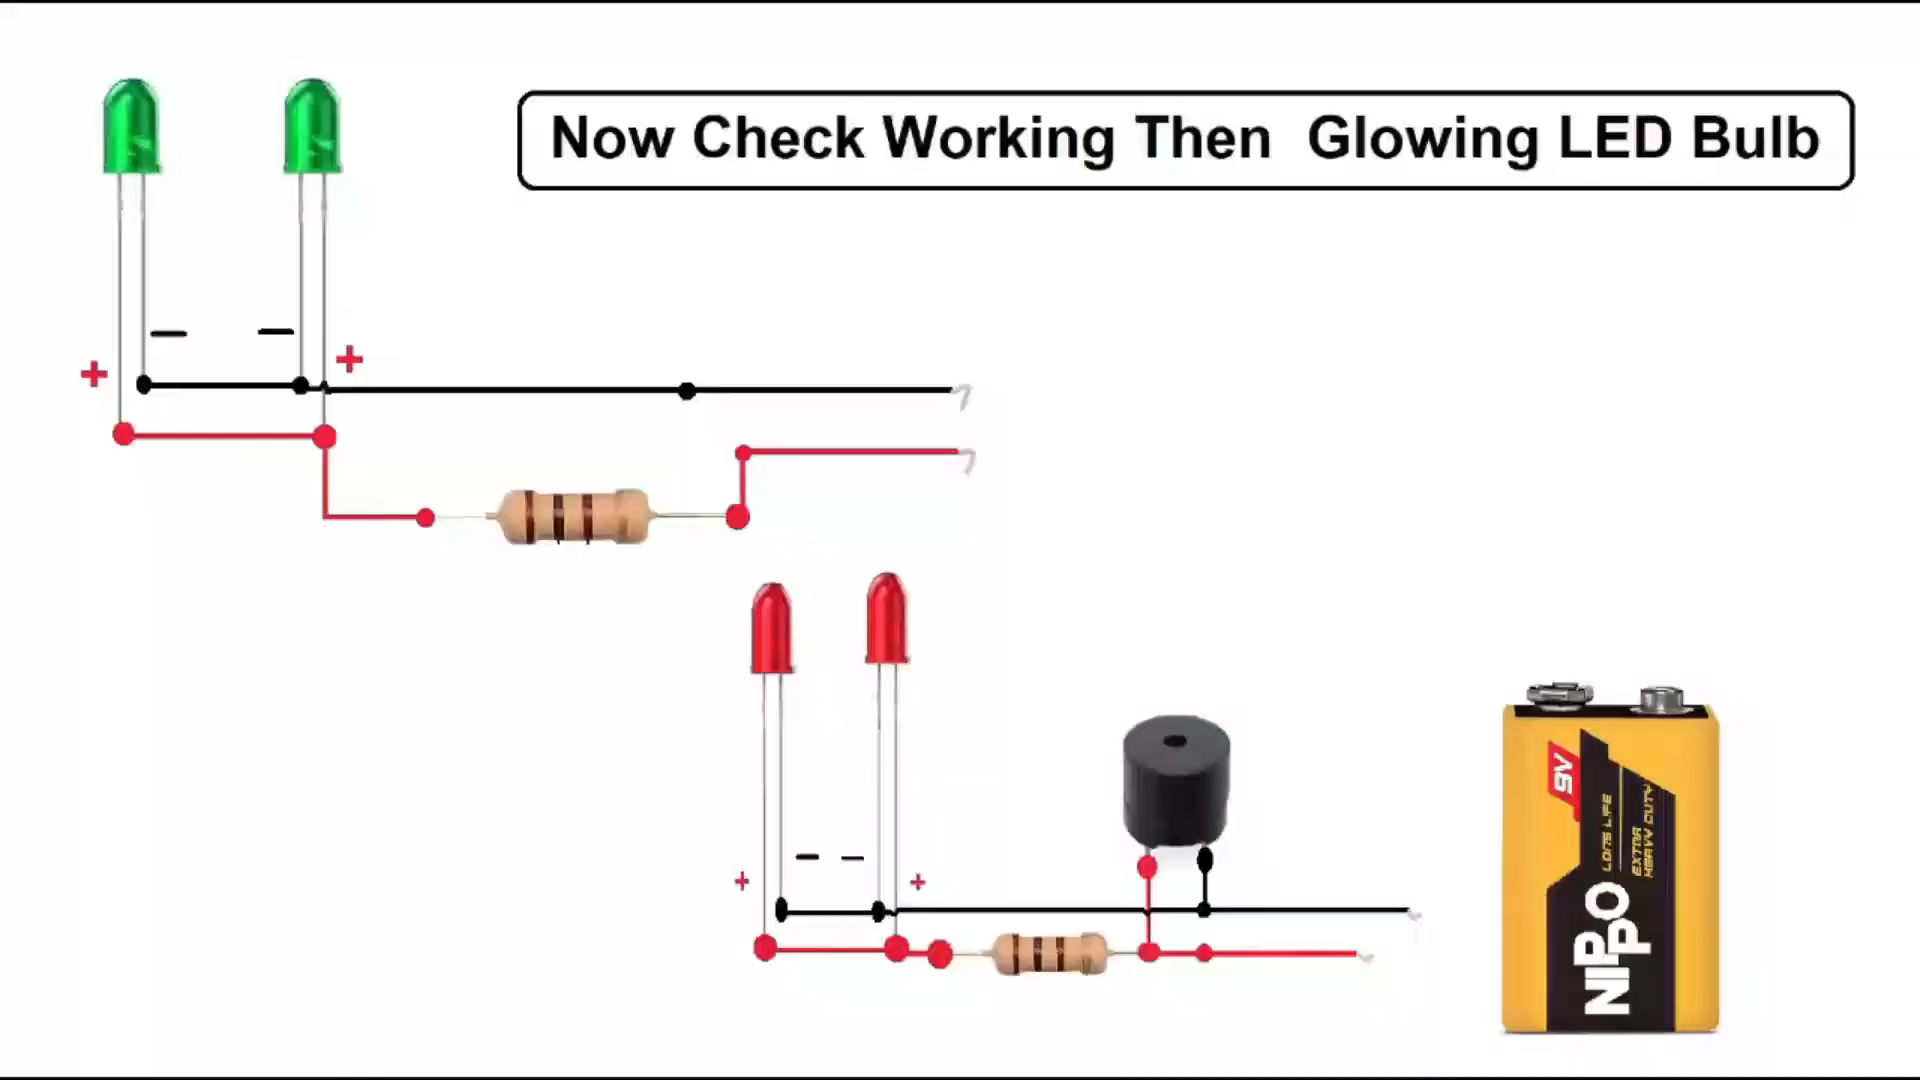 Now Check Working Then  Glowing LED Bulb
+
—
—
+
+
- -
+
9V
LONG LIFE
EXTRA
HEAVY DUTY
NIPPO